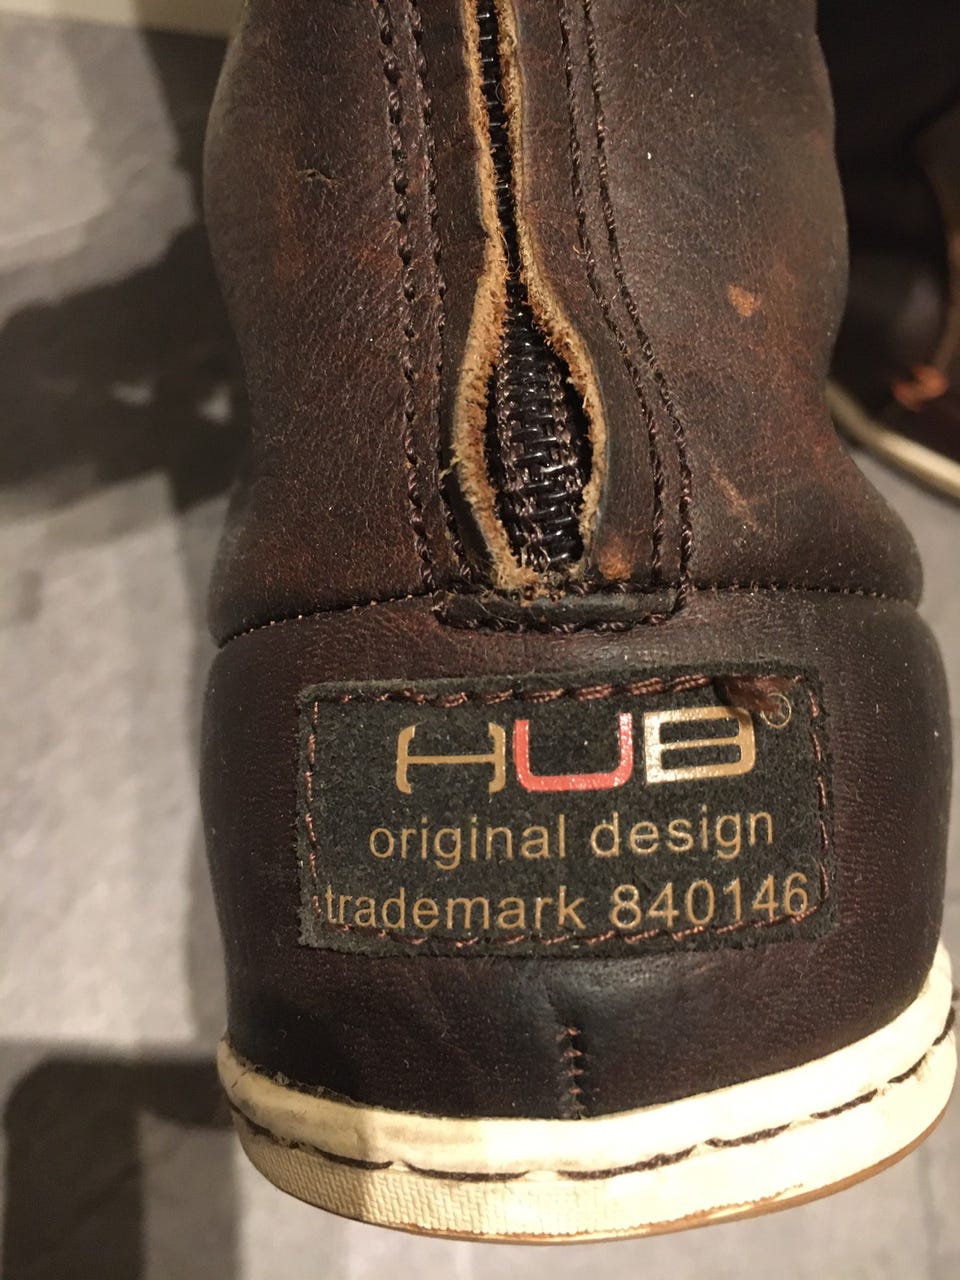 HUB®
original design
trademark 840146